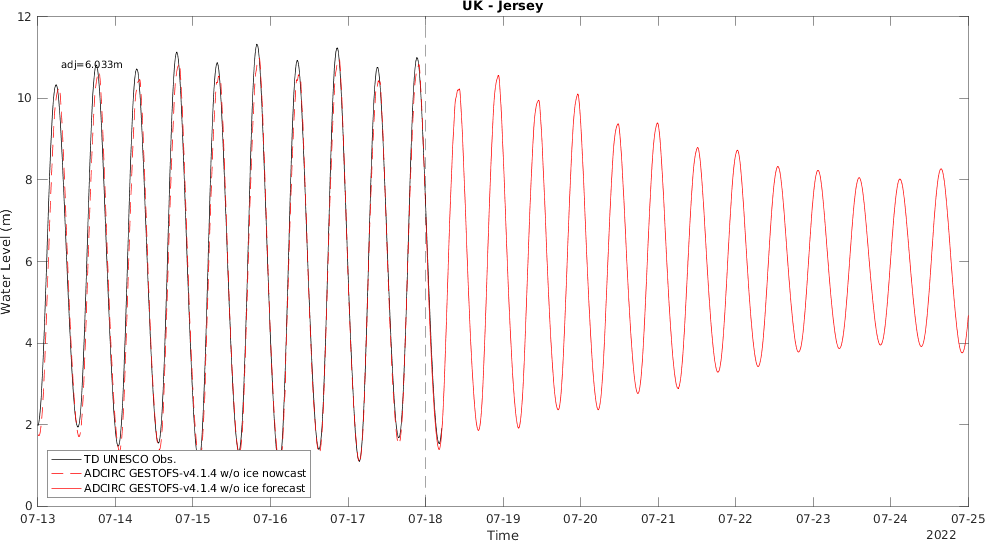 UK - Jersey
12
adj=6.033m
10
8
6
4
2
0
Water Level (m)
TD UNESCO Obs.
ADCIRC GESTOFS-v4.1.4 w/o ice nowcast
ADCIRC GESTOFS-v4.1.4 w/o ice forecast
07-13 07-14 07-15 07-16 07-17 07-18 07-19 07-20 07-21 07-22 07-23 07-24 07-25
Time
2022